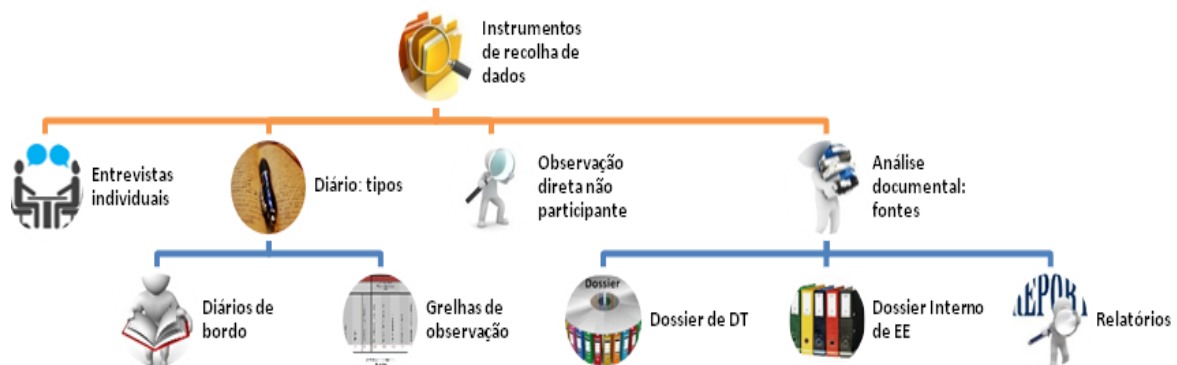 Instrumentos
de recolha de
dados
Entrevistas
individuais
Diário: tipos
Observação
direta não
participante
Análise
documental:
fontes
Diários de
bordo
Grelhas de
observação
Dossier
Dossier de DT
Dossier Interno
de EE
REPORT
Relatórios